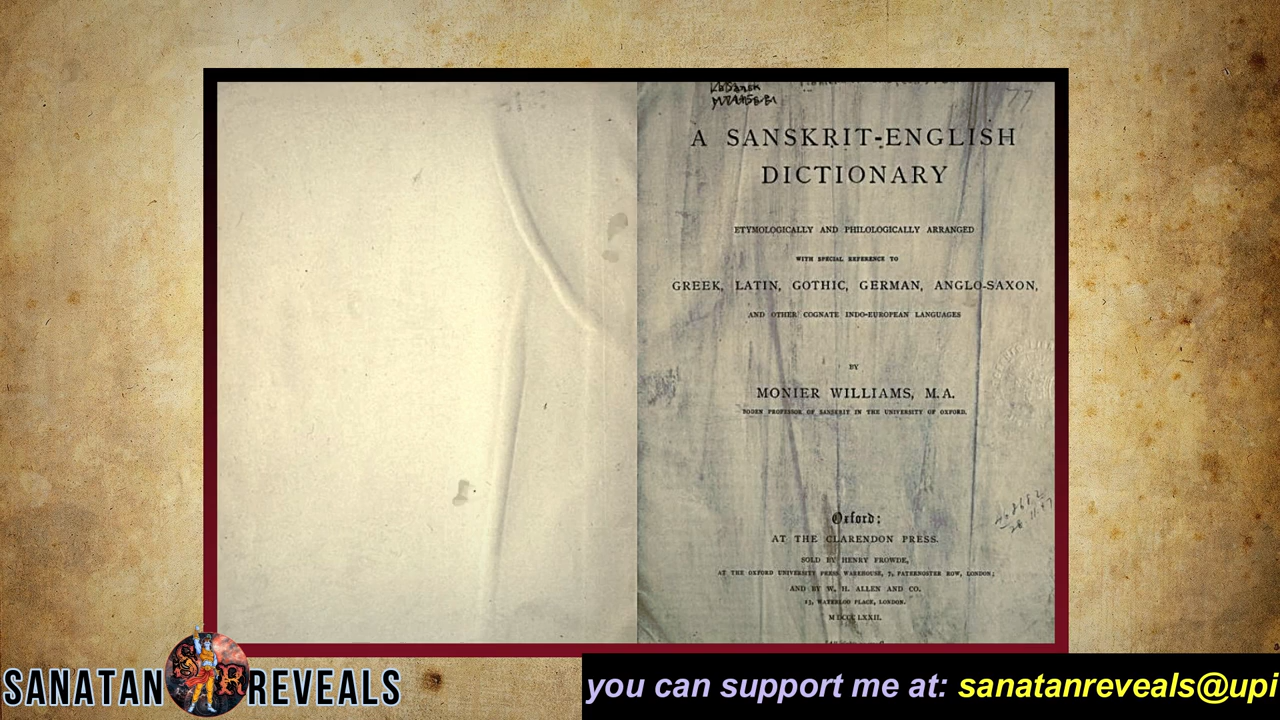 77
A SANSKRIT-ENGLISH
DICTIONARY
ETYMOLOGICALLY AND PHILOLOGICALLY ARRANGED
WITH SPECIAL REFERENCE TO
GREEK, LATIN, GOTHIC, GERMAN, ANGLO-SAXON,
AND OTHER COGNATE INDO-EUROPEAN LANGUAGES
BY
MONIER WILLIAMS, M.A.
BODEN PROFESSOR OF SANSKRIT IN THE UNIVERSITY OF OXFORD.
Oxford:
AT THE CLARENDON PRESS.
SOLD BY HENRY FROWDE,
AT THE OXFORD UNIVERSITY PRESS WAREHOUSE, 7, PATERNOSTER ROW, LONDON;
AND BY W. H. ALLEN AND CO.
13, WATERLOO PLACE, LONDON.
MDCCCLXXII.
SANATAN REVEALS
you can support me at: sanatanreveals@upi